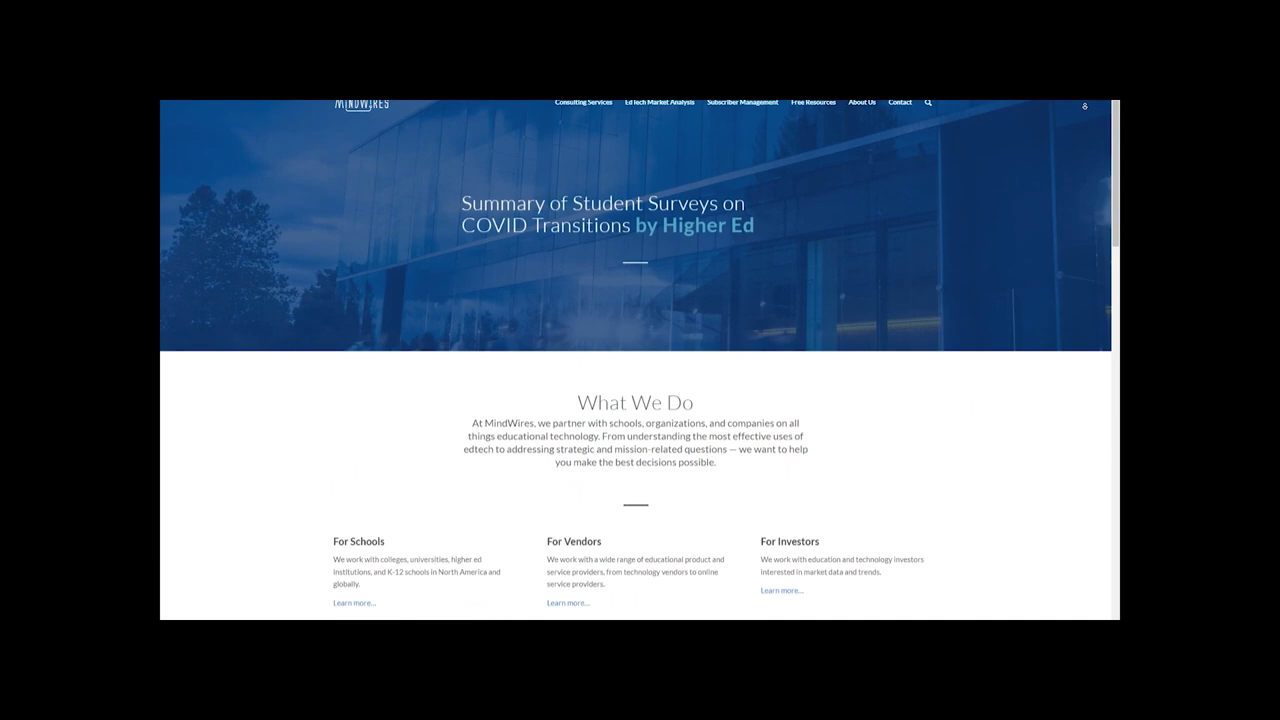 MINDWIRES
Consulting Services EdTech Market Analysis Subscriber Management Free Resources About Us Contact
Summary of Student Surveys on
COVID Transitions by Higher Ed
What We Do
At MindWires, we partner with schools, organizations, and companies on all
things educational technology. From understanding the most effective uses of
edtech to addressing strategic and mission-related questions — we want to help
you make the best decisions possible.
For Schools
We work with colleges, universities, higher ed
institutions, and K-12 schools in North America and
globally.
Learn more...
For Vendors
We work with a wide range of educational product and
service providers, from technology vendors to online
service providers.
Learn more...
For Investors
We work with education and technology investors
interested in market data and trends.
Learn more...